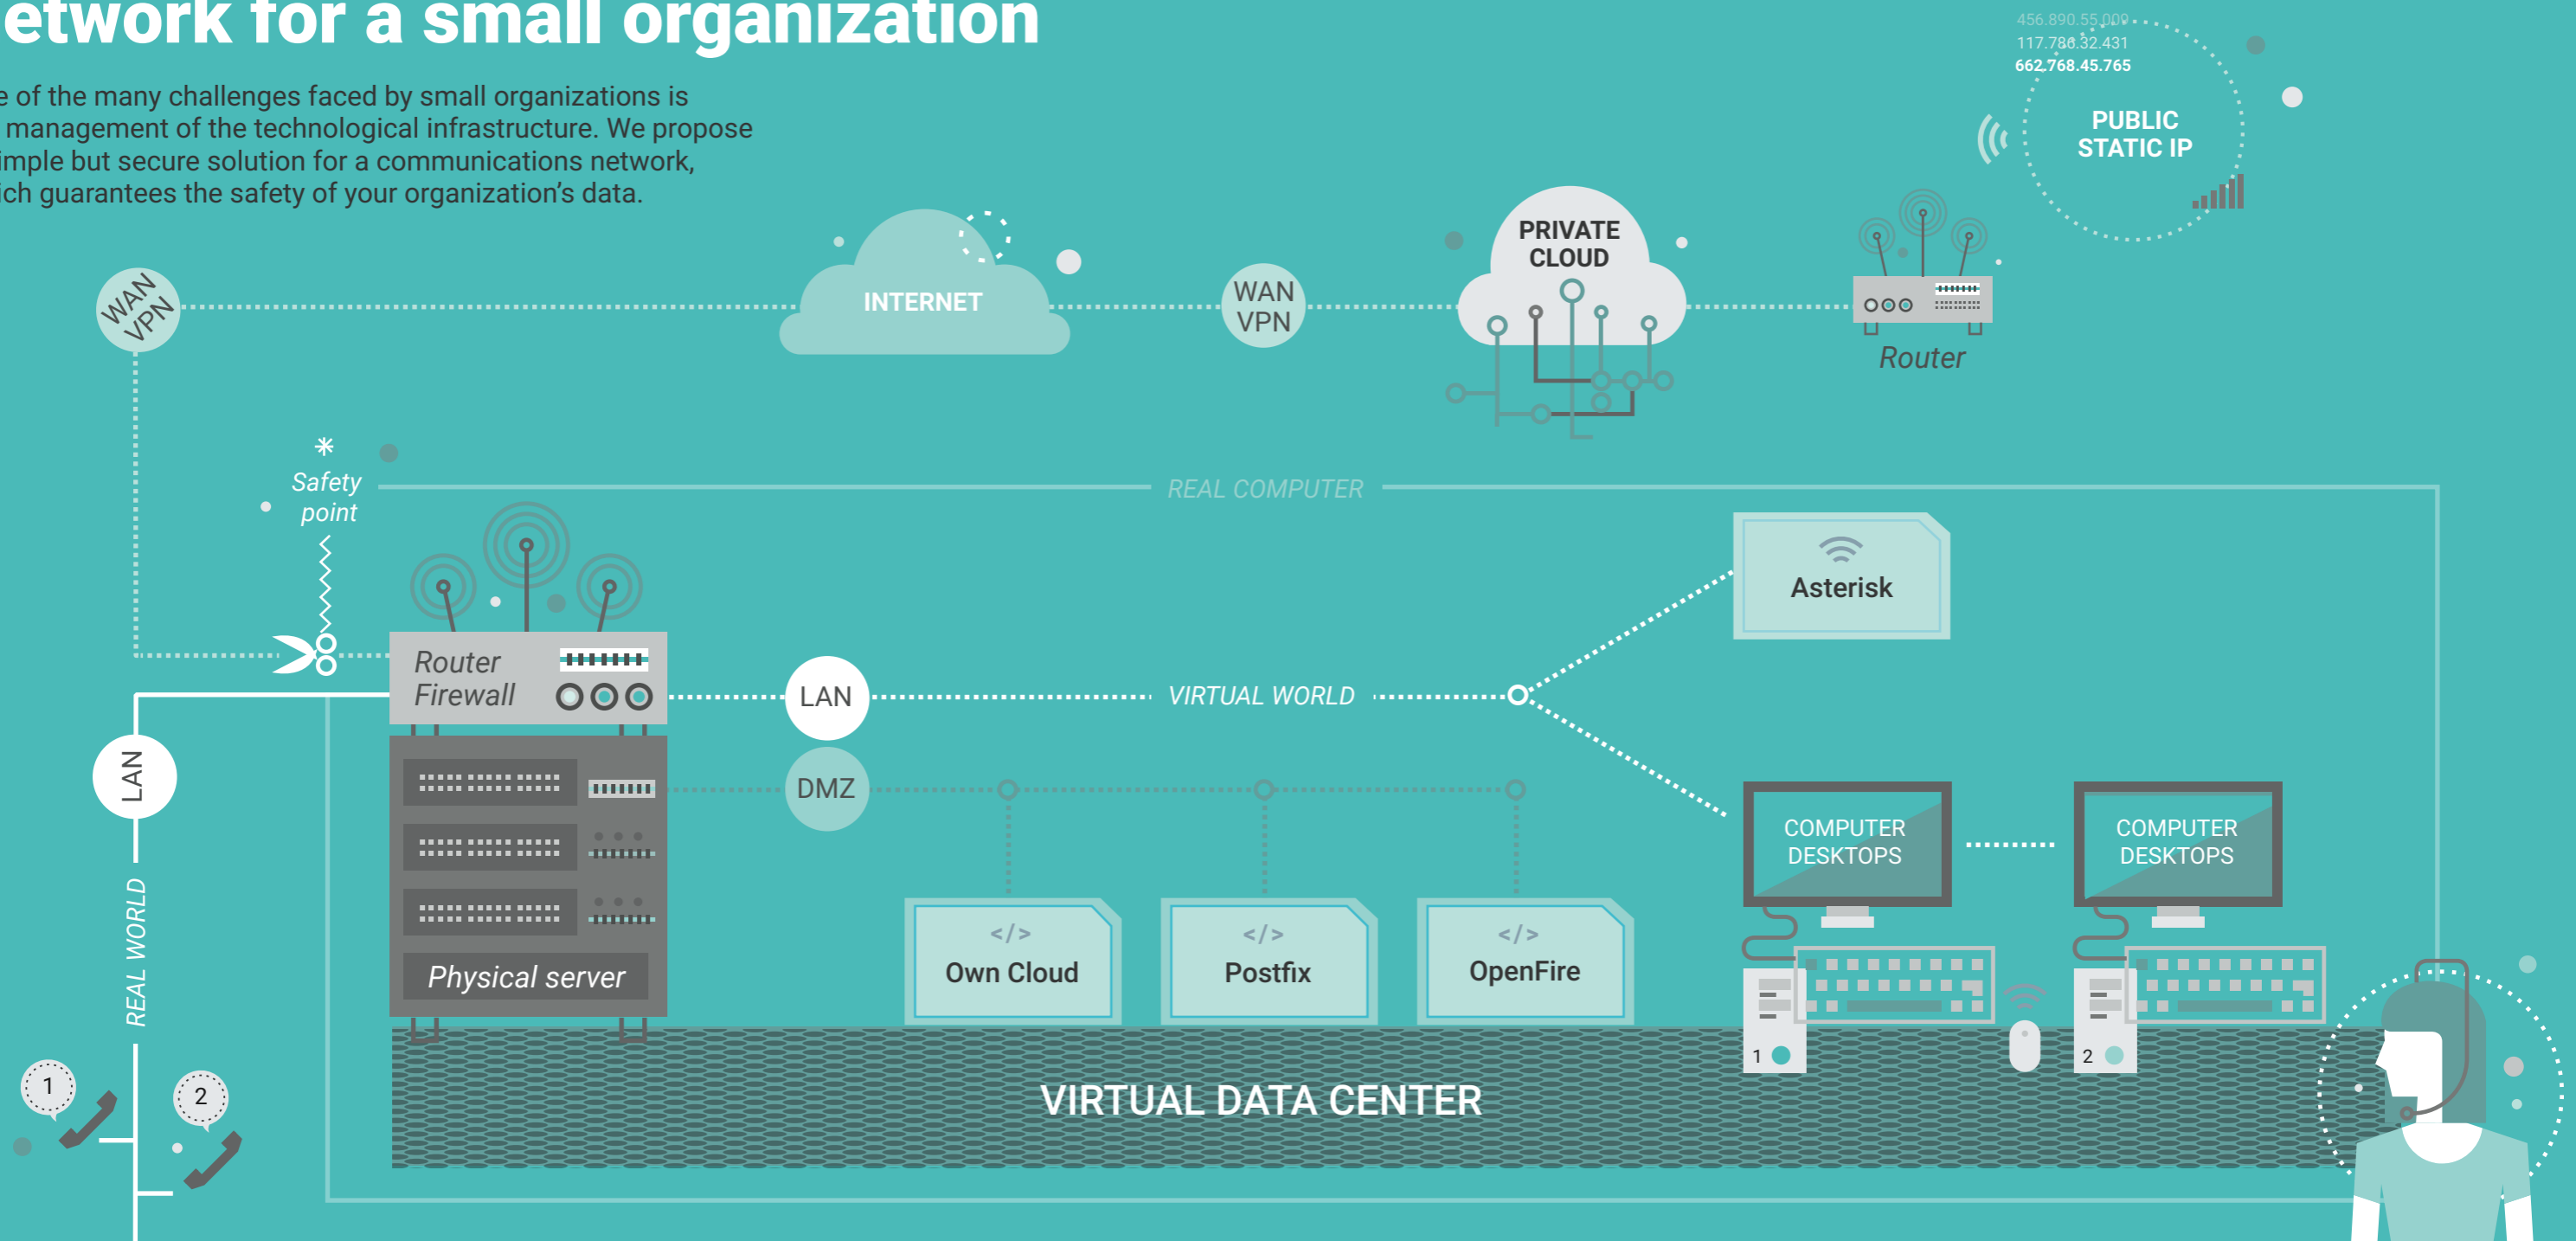 etwork for a small organization
e of the many challenges faced by small organizations is
management of the technological infrastructure. We propose
imple but secure solution for a communications network,
ich guarantees the safety of your organization's data.
456.890.55.009
117.786.32.431
662.768.45.765
PUBLIC
STATIC IP
WAN
VPN
INTERNET
WAN
VPN
PRIVATE
CLOUD
Router
*
Safety
point
REAL COMPUTER
Asterisk
Router
Firewall
LAN
VIRTUAL WORLD
LAN
DMZ
COMPUTER
DESKTOPS
COMPUTER
DESKTOPS
REAL WORLD
</>
Own Cloud
</>
Postfix
</>
OpenFire
Physical server
1
2
1
2
VIRTUAL DATA CENTER